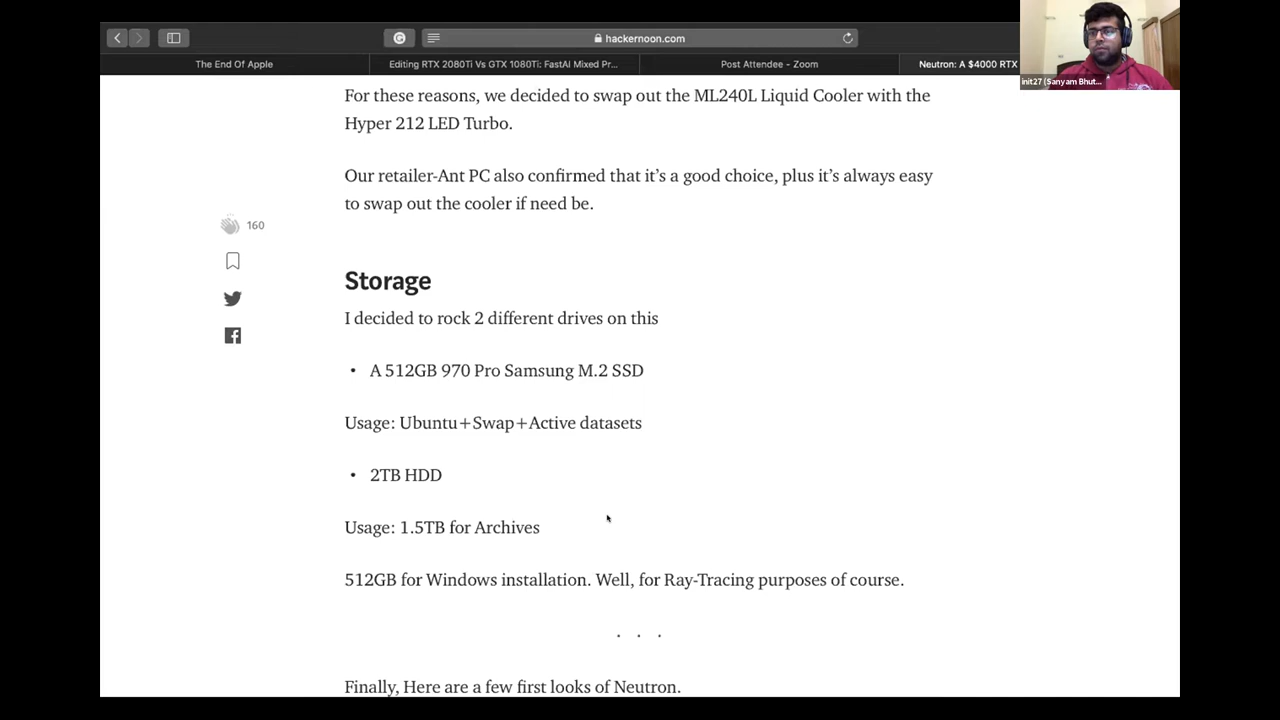 hackernoon.com
The End Of Apple
Editing RTX 2080Ti Vs GTX 1080Ti: FastAI Mixed Pr...
Post Attendee - Zoom
Neutron: A $4000 RTX
init27 (Sanyam Bhut...
For these reasons, we decided to swap out the ML240L Liquid Cooler with the
Hyper 212 LED Turbo.
Our retailer-Ant PC also confirmed that it’s a good choice, plus it’s always easy
to swap out the cooler if need be.
160
Storage
I decided to rock 2 different drives on this
• A 512GB 970 Pro Samsung M.2 SSD
Usage: Ubuntu+Swap+Active datasets
• 2TB HDD
Usage: 1.5TB for Archives
512GB for Windows installation. Well, for Ray-Tracing purposes of course.
. . .
Finally, Here are a few first looks of Neutron.